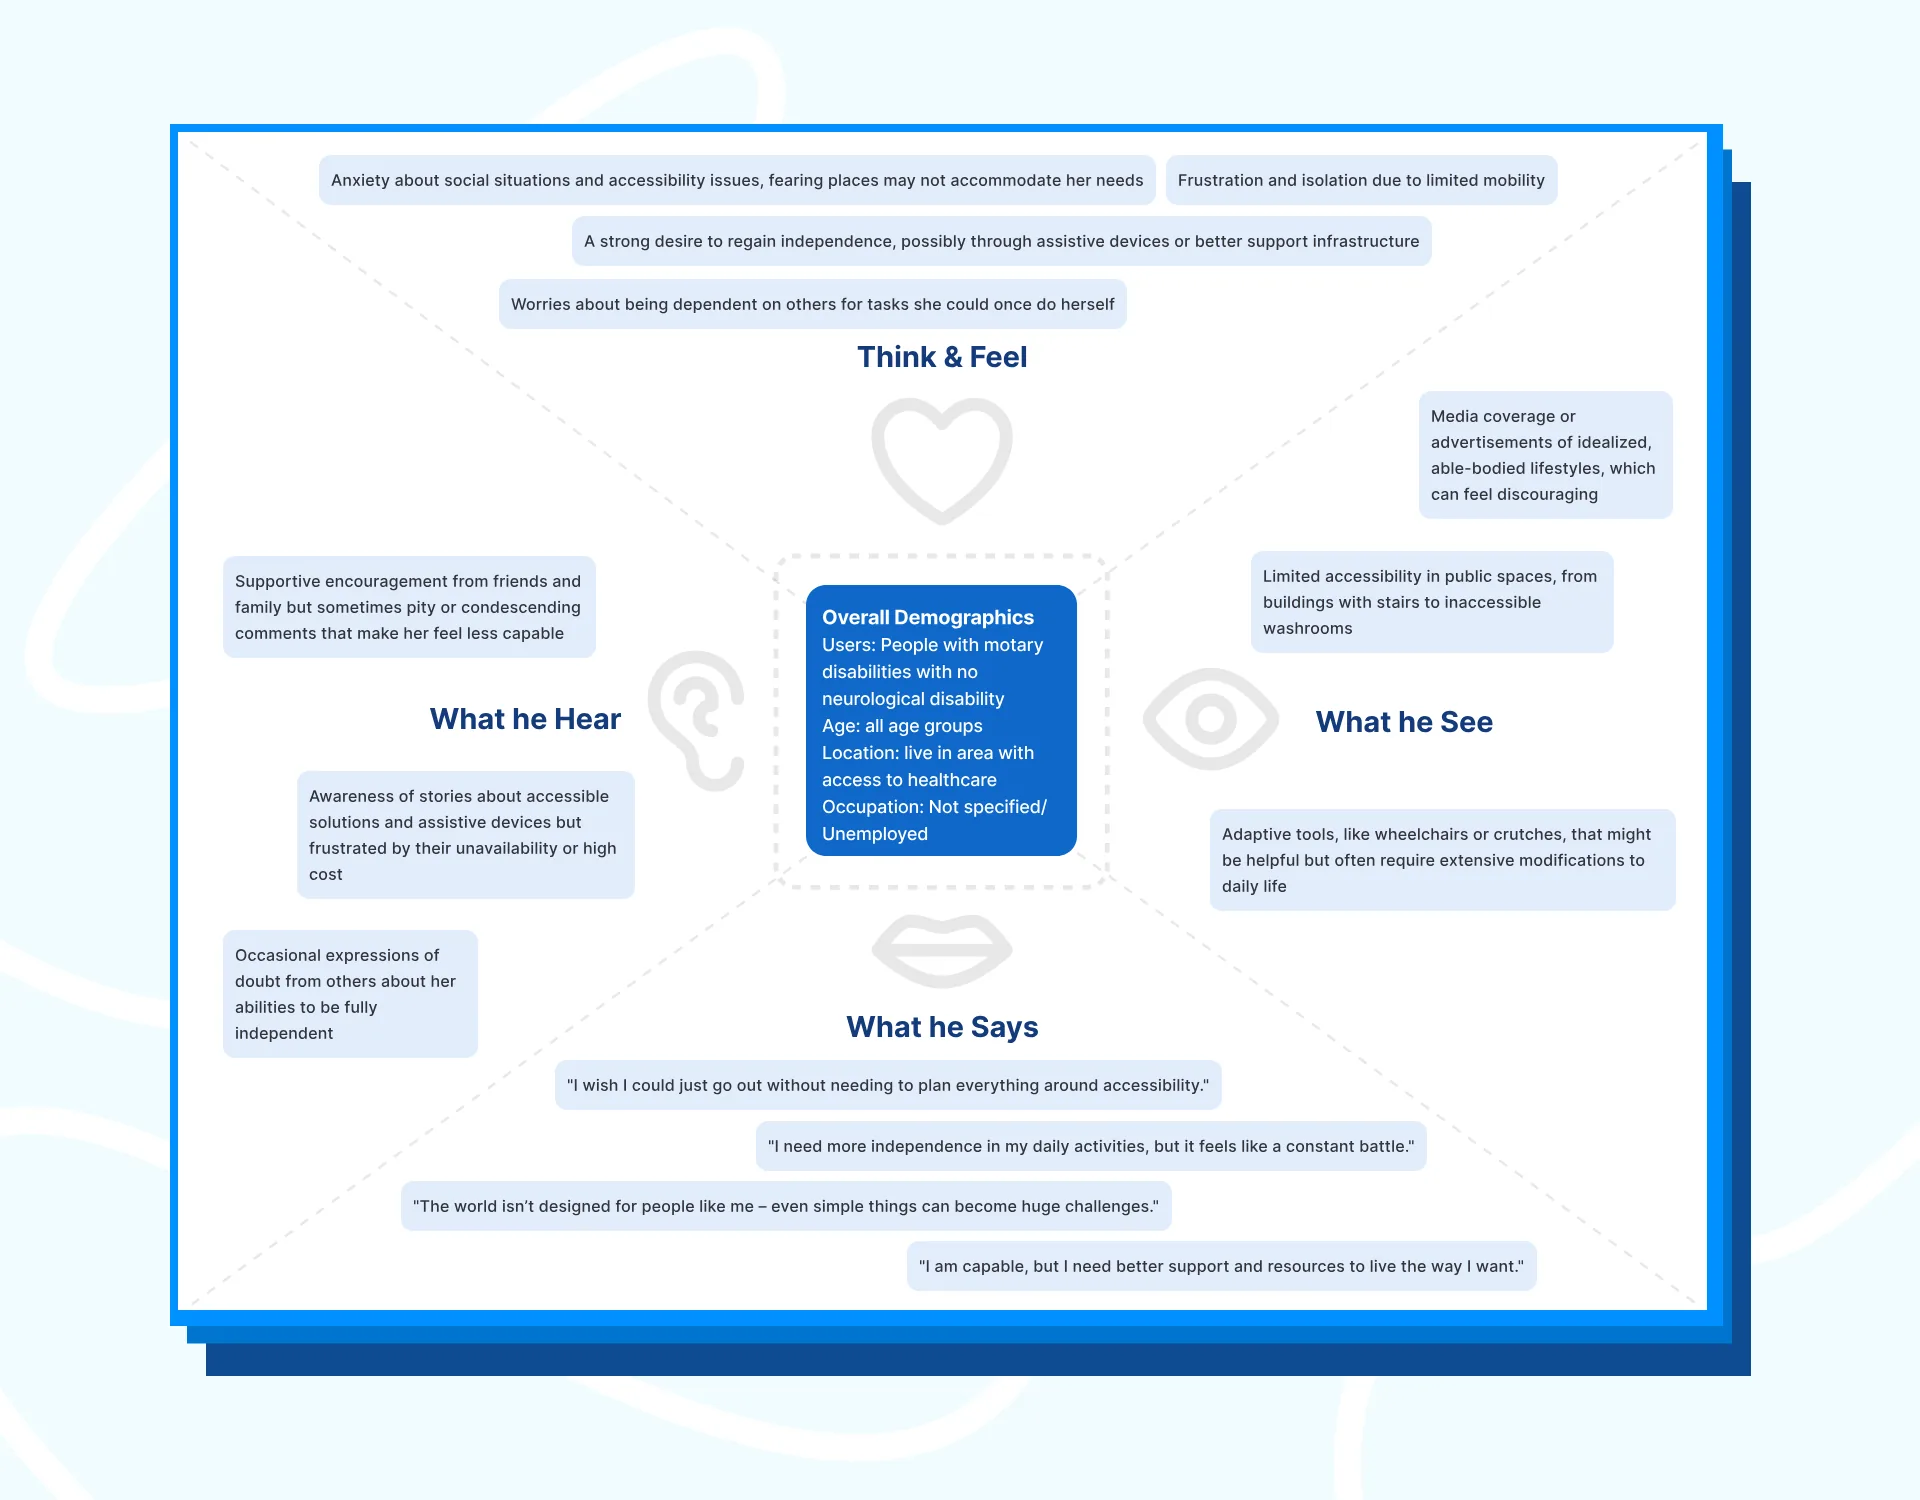 Anxiety about social situations and accessibility issues, fearing places may not accommodate her needs
Frustration and isolation due to limited mobility
A strong desire to regain independence, possibly through assistive devices or better support infrastructure
Worries about being dependent on others for tasks she could once do herself
Think & Feel
Supportive encouragement from friends and
family but sometimes pity or condescending
comments that make her feel less capable
What he Hear
Awareness of stories about accessible
solutions and assistive devices but
frustrated by their unavailability or high
cost
Occasional expressions of
doubt from others about her
abilities to be fully
independent
Overall Demographics
Users: People with motary
disabilities with no
neurological disability
Age: all age groups
Location: live in area with
access to healthcare
Occupation: Not specified/
Unemployed
Media coverage or
advertisements of idealized,
able-bodied lifestyles, which
can feel discouraging
Limited accessibility in public spaces, from
buildings with stairs to inaccessible
washrooms
What he See
Adaptive tools, like wheelchairs or crutches, that might
be helpful but often require extensive modifications to
daily life
What he Says
"I wish I could just go out without needing to plan everything around accessibility."
"I need more independence in my daily activities, but it feels like a constant battle."
"The world isn’t designed for people like me – even simple things can become huge challenges."
"I am capable, but I need better support and resources to live the way I want."